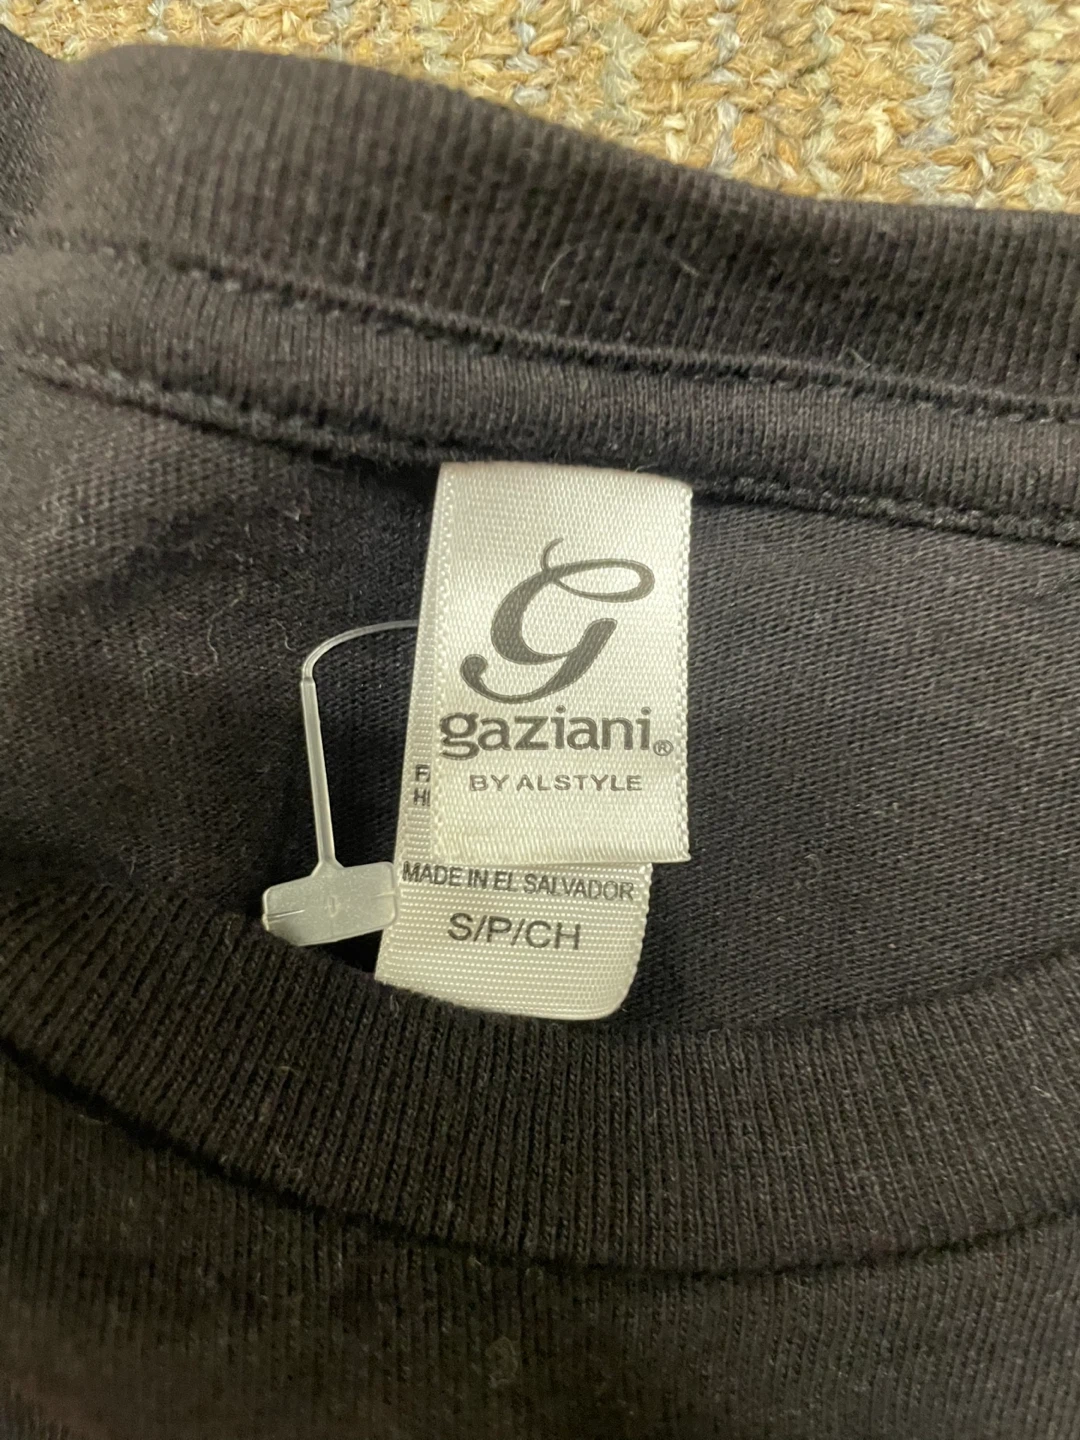 G
gaziani®
BY ALSTYLE
MADE IN EL SALVADOR
S/P/CH